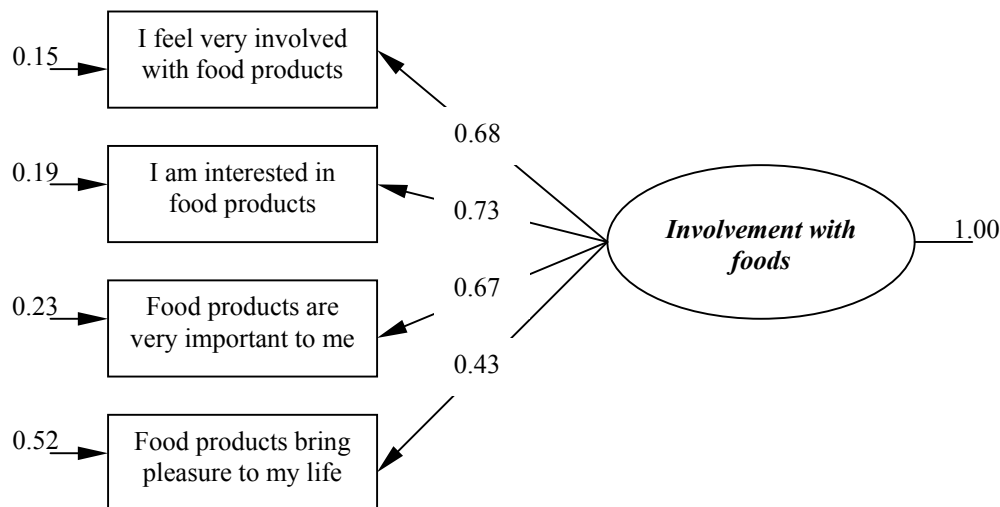 0.15
I feel very involved
with food products
0.68
0.19
I am interested in
food products
0.73
Involvement with
foods
1.00
0.23
Food products are
very important to me
0.67
0.43
0.52
Food products bring
pleasure to my life